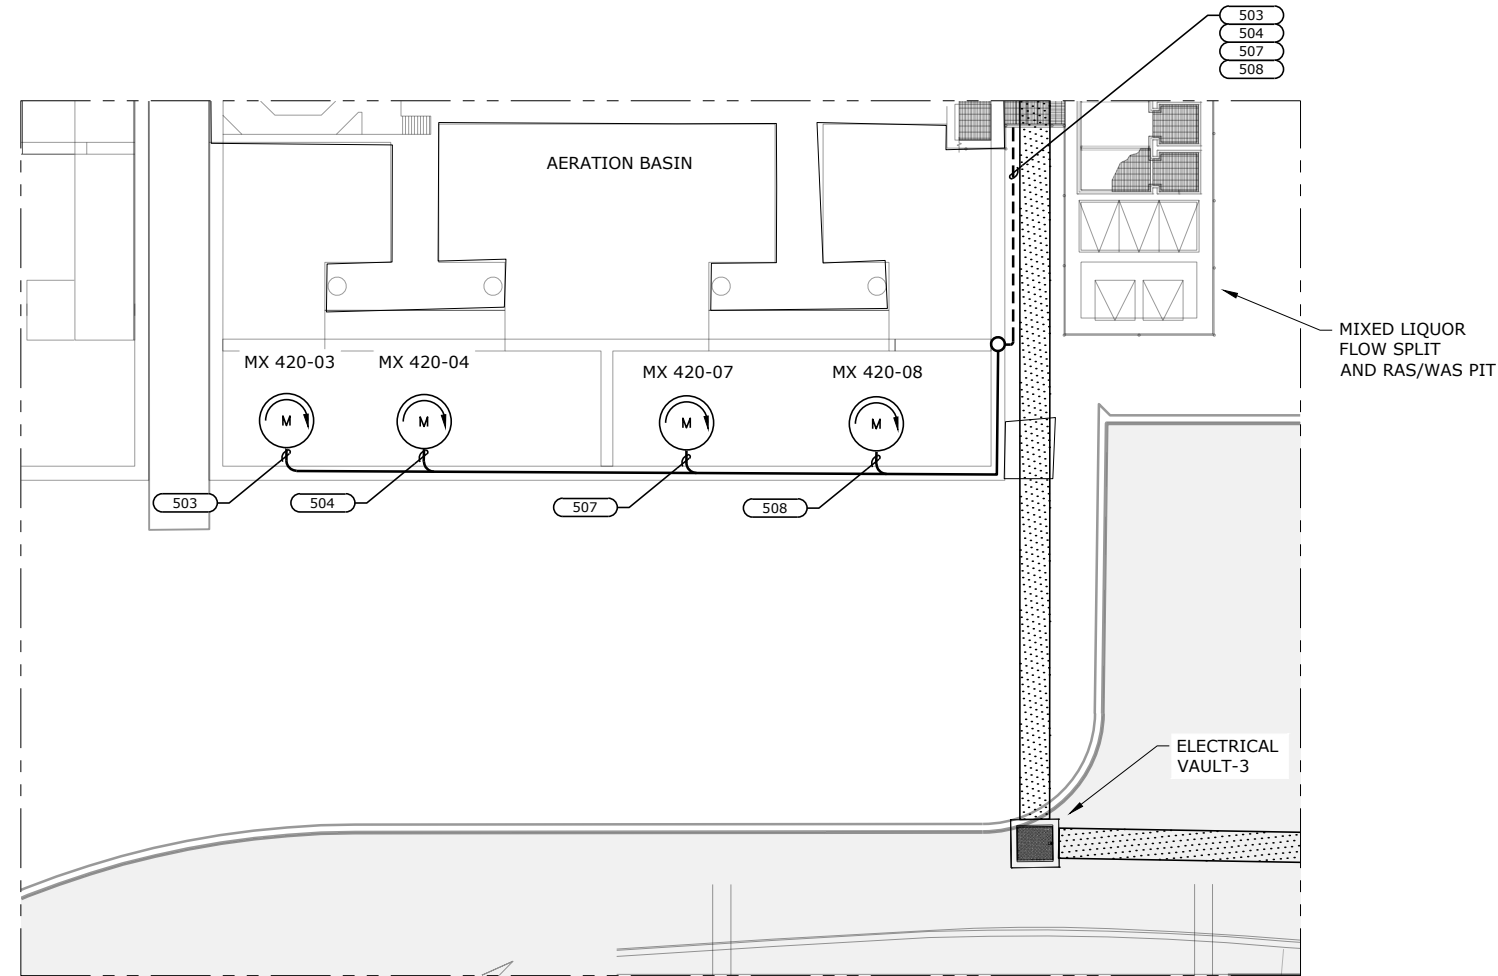 503
504
507
508
AERATION BASIN
MIXED LIQUOR
FLOW SPLIT
AND RAS/WAS PIT
MX 420-03
MX 420-04
MX 420-07
MX 420-08
M
M
M
M
503
504
507
508
ELECTRICAL
VAULT-3